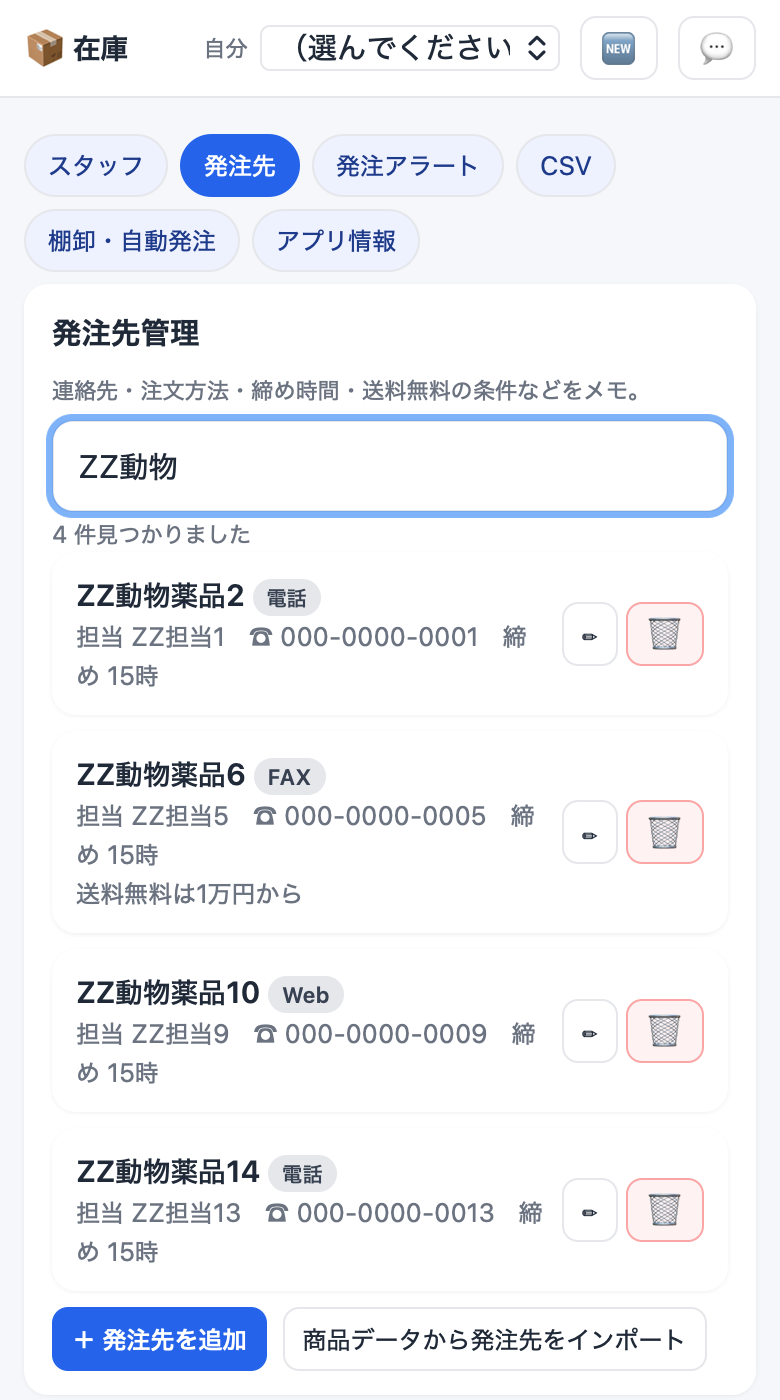 在庫 自分 （選んでください NEW
スタッフ 発注先 発注アラート CSV
棚卸・自動発注 アプリ情報
発注先管理
連絡先・注文方法・締め時間・送料無料の条件などをメモ。
ZZ動物
4 件見つかりました
ZZ動物薬品2 電話
担当 ZZ担当1 ☎ 000-0000-0001 締
め 15時
ZZ動物薬品6 FAX
担当 ZZ担当5 ☎ 000-0000-0005 締
め 15時
送料無料は1万円から
ZZ動物薬品10 Web
担当 ZZ担当9 ☎ 000-0000-0009 締
め 15時
ZZ動物薬品14 電話
担当 ZZ担当13 ☎ 000-0000-0013 締
め 15時
＋ 発注先を追加 商品データから発注先をインポート